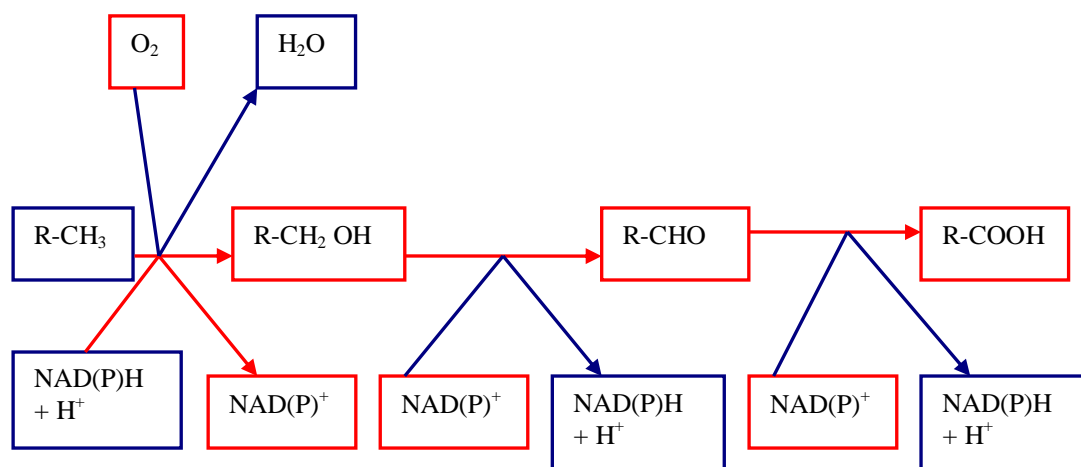 O₂
H₂O
R-CH₃
R-CH₂ OH
R-CHO
R-COOH
NAD(P)H
+ H⁺
NAD(P)⁺
NAD(P)⁺
NAD(P)H
+ H⁺
NAD(P)⁺
NAD(P)H
+ H⁺